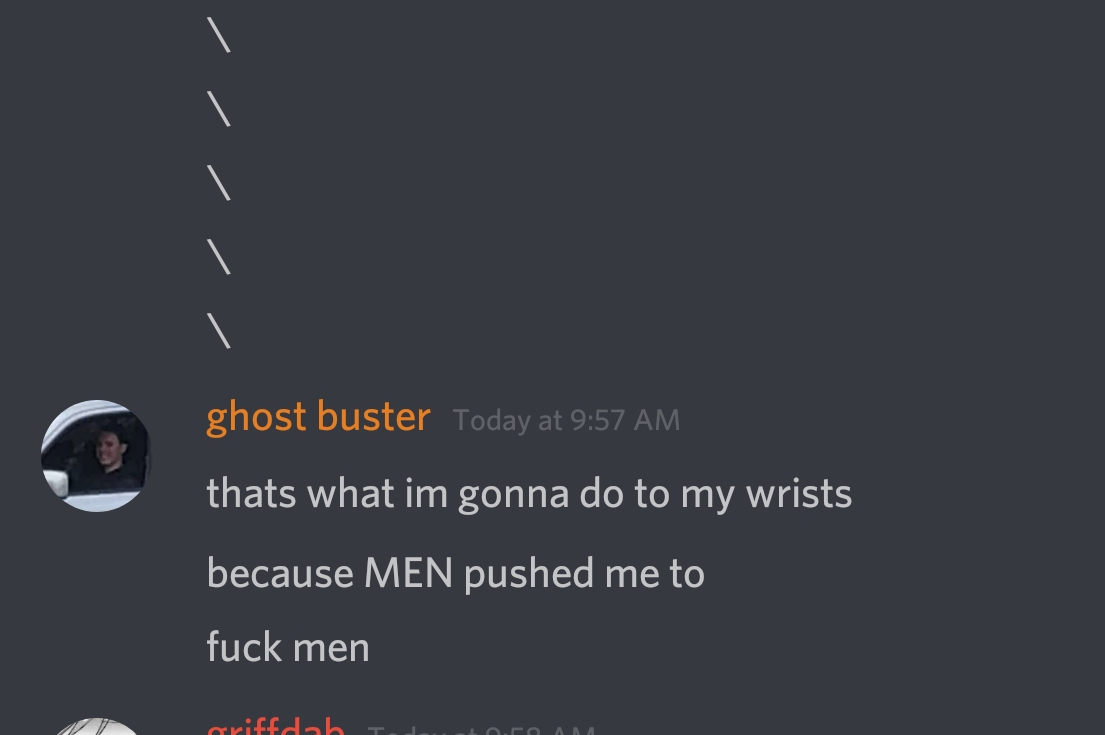 \
\
\
\
\
ghost buster Today at 9:57 AM
thats what im gonna do to my wrists
because MEN pushed me to
fuck men
griffdah Today at 9:58 AM